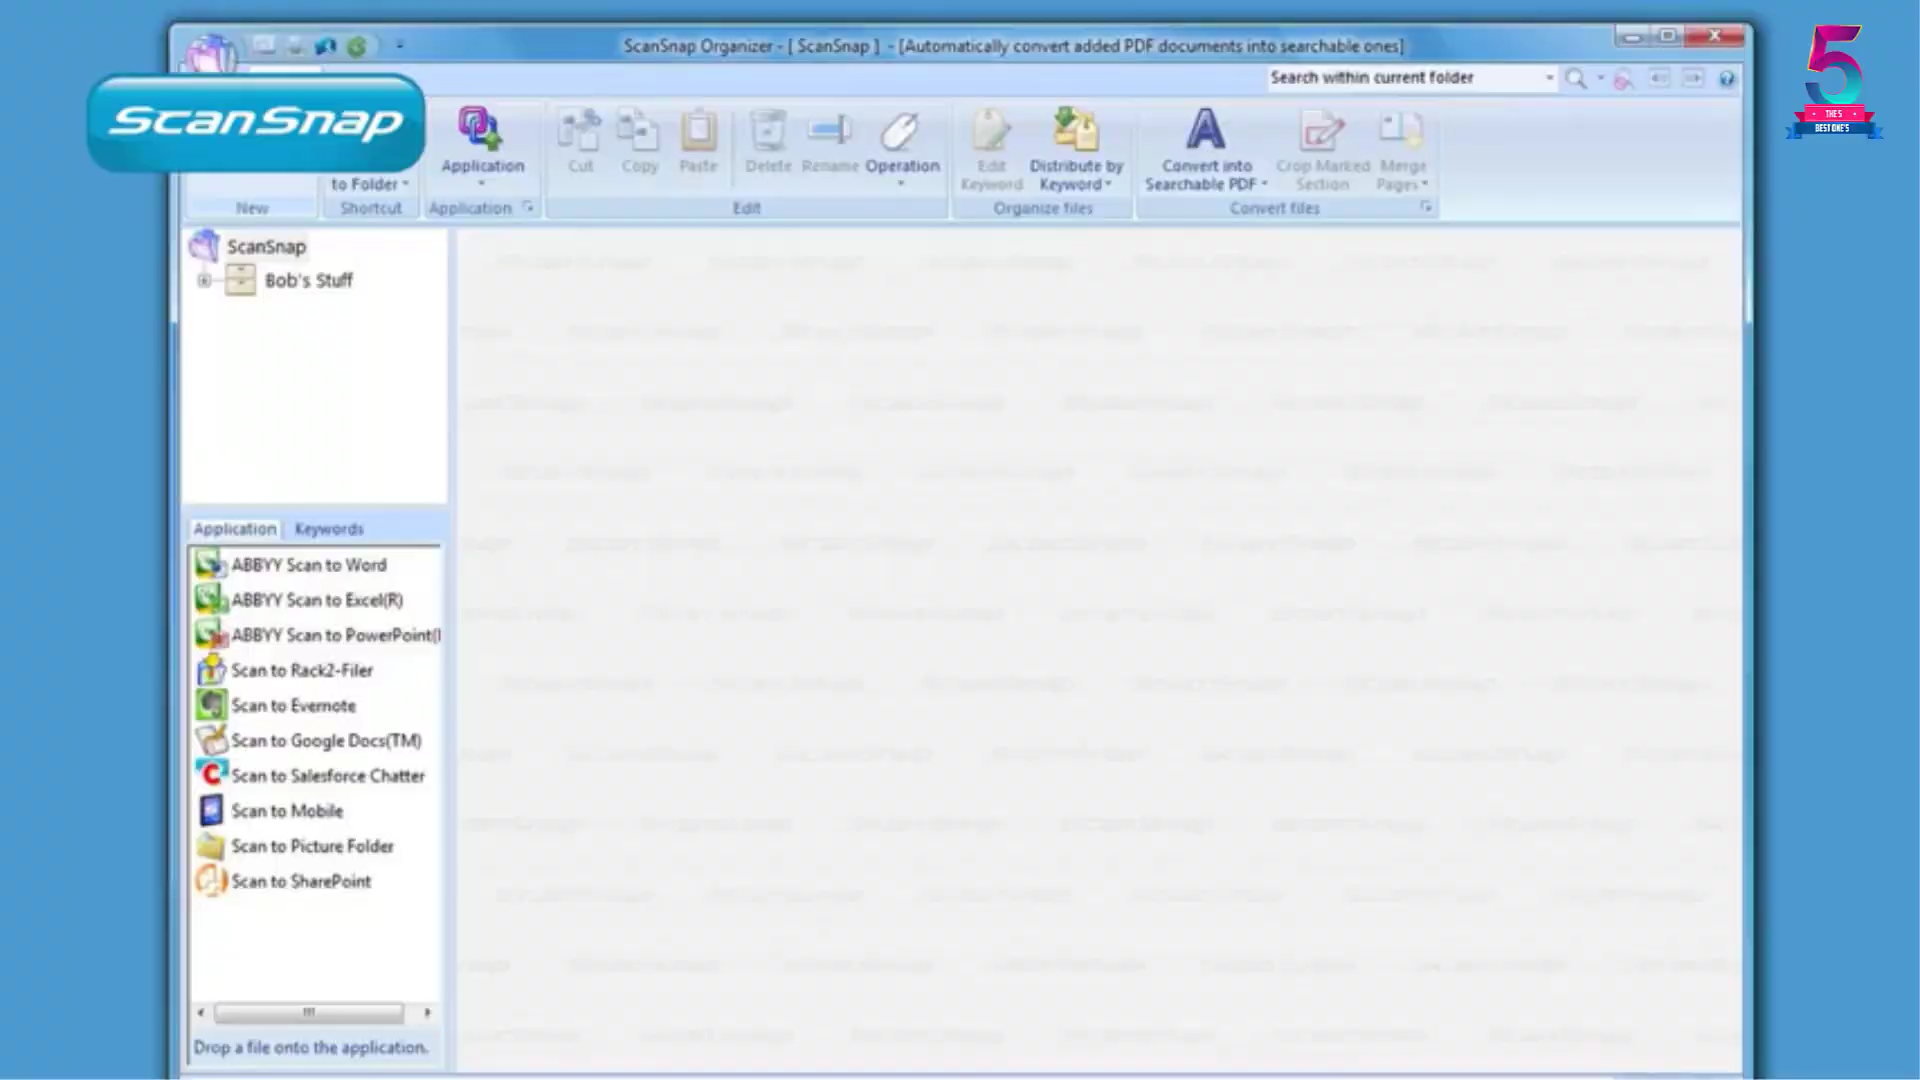 ScanSnap Organizer - [ ScanSnap ] - [Automatically convert added PDF documents into searchable ones]
5
THE 5
BEST ONE'S
Search within current folder
ScanSnap
Application
Cut
Copy
Paste
Delete
Rename
Operation
Edit
Keyword
Distribute by
Keyword
Convert into
Searchable PDF
Crop Marked
Section
Merge
Pages
to Folder
New
Shortcut
Application
Edit
Organize files
Convert files
ScanSnap
Bob's Stuff
Application
Keywords
ABBYY Scan to Word
ABBYY Scan to Excel(R)
ABBYY Scan to PowerPoint(
Scan to Rack2-Filer
Scan to Evernote
Scan to Google Docs(TM)
Scan to Salesforce Chatter
Scan to Mobile
Scan to Picture Folder
Scan to SharePoint
Drop a file onto the application.